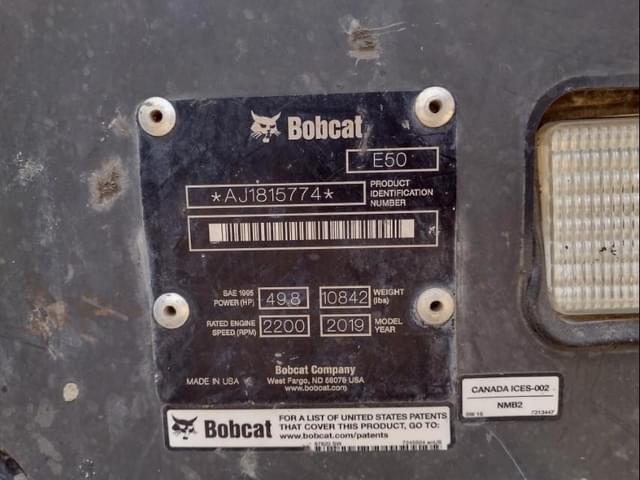 Bobcat
E50
*AJ1815774*
PRODUCT
IDENTIFICATION
NUMBER
SAE 1995
POWER (HP)
49.8
10842
WEIGHT
(lbs)
RATED ENGINE
SPEED (RPM)
2200
2019
MODEL
YEAR
MADE IN USA
Bobcat Company
West Fargo, ND 58078 USA
www.bobcat.com
Bobcat
FOR A LIST OF UNITED STATES PATENTS
THAT COVER THIS PRODUCT, GO TO:
www.bobcat.com/patents
CANADA ICES-002
NMB2
7213447